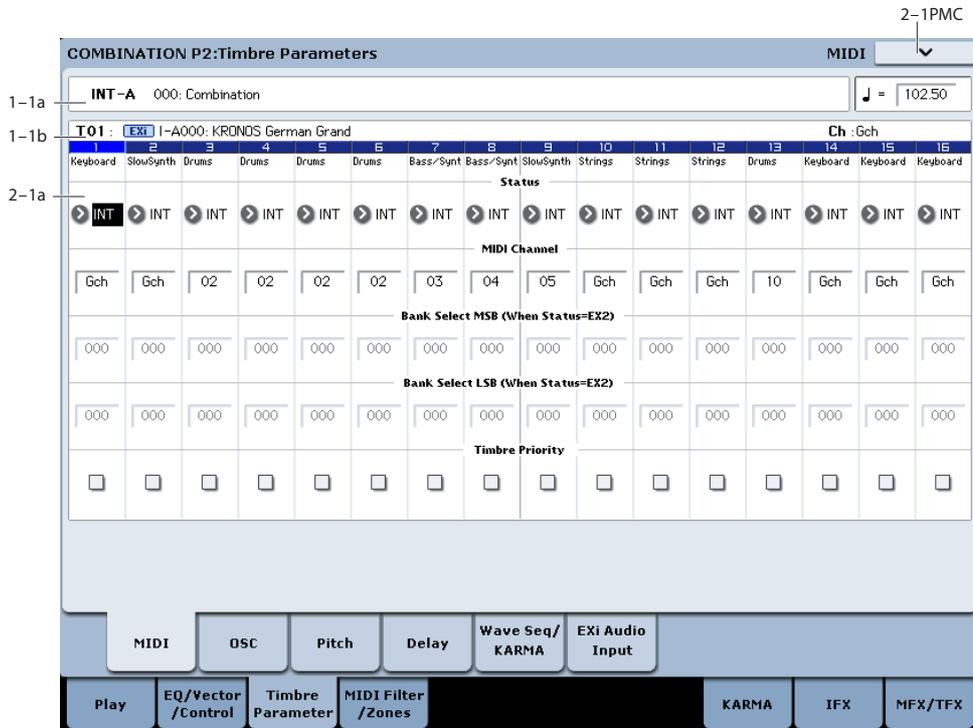 2–1PMC
COMBINATION P2:Timbre Parameters MIDI
1–1a INT-A 000: Combination ♩ = 102.50
1–1b T01 : EXi I-A000: KRONOS German Grand Ch :Gch
1 2 3 4 5 6 7 8 9 10 11 12 13 14 15 16
Keyboard SlowSynth Drums Drums Drums Drums Bass/Synt Bass/Synt SlowSynth Strings Strings Strings Drums Keyboard Keyboard Keyboard
Status
2–1a INT INT INT INT INT INT INT INT INT INT INT INT INT INT INT INT
MIDI Channel
Gch Gch 02 02 02 02 03 04 05 Gch Gch Gch 10 Gch Gch Gch
Bank Select MSB (When Status=EX2)
000 000 000 000 000 000 000 000 000 000 000 000 000 000 000 000
Bank Select LSB (When Status=EX2)
000 000 000 000 000 000 000 000 000 000 000 000 000 000 000 000
Timbre Priority
MIDI OSC Pitch Delay Wave Seq/ EXi Audio
KARMA Input
Play EQ/Vector Timbre MIDI Filter KARMA IFX MFX/TFX
/Control Parameter /Zones